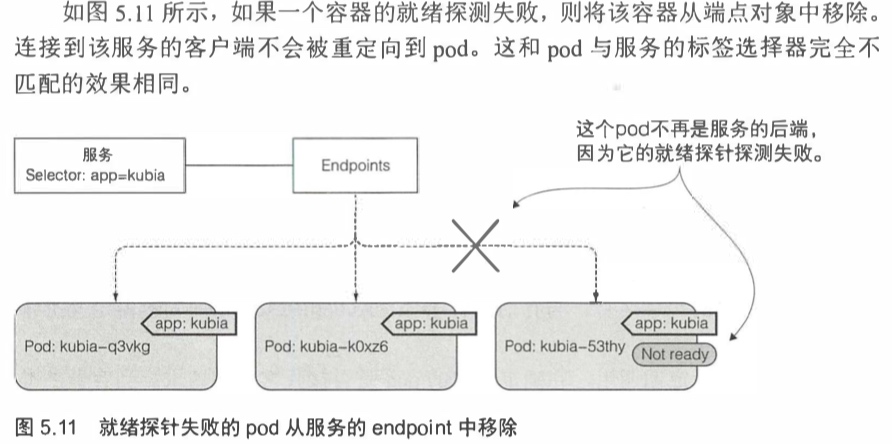 如图 5.11 所示，如果一个容器的就绪探测失败，则将该容器从端点对象中移除。
连接到该服务的客户端不会被重定向到 pod。这和 pod 与服务的标签选择器完全不
匹配的效果相同。
这个pod不再是服务的后端，
因为它的就绪探针探测失败。
服务
Selector: app=kubia
Endpoints
app: kubia
Pod: kubia–q3vkg
app: kubia
Pod: kubia–k0xz6
app: kubia
Pod: kubia–53thy
Not ready
图 5.11 就绪探针失败的 pod 从服务的 endpoint 中移除